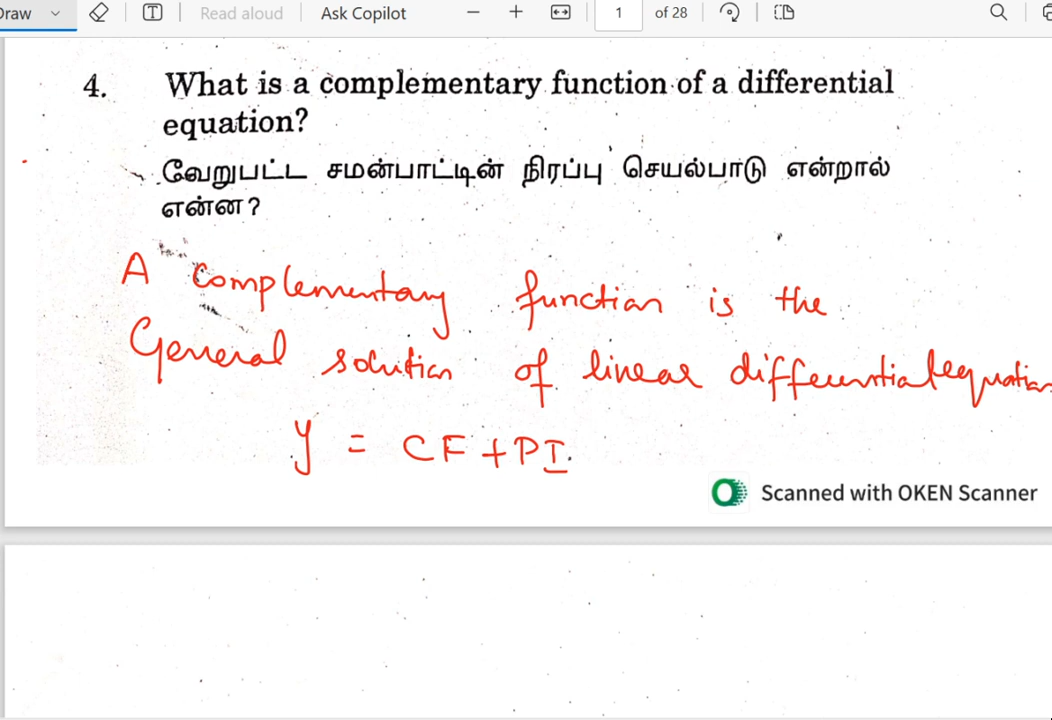 Draw Read aloud Ask Copilot 1 of 28
4. What is a complementary function of a differential
equation?
வேறுபட்ட சமன்பாட்டின் நிரப்பு செயல்பாடு என்றால்
என்ன?
A complementary function is the
General solution of linear differential equation
y = CF + PI.
Scanned with OKEN Scanner